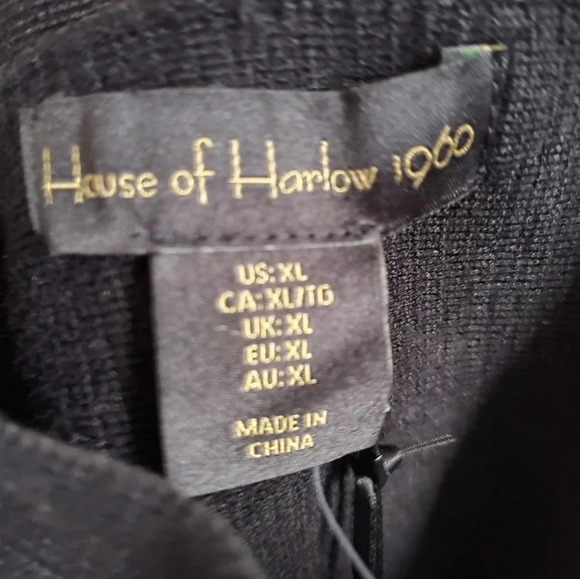 House of Harlow 1960
US: XL
CA: XL/TG
UK: XL
EU: XL
AU: XL
MADE IN
CHINA